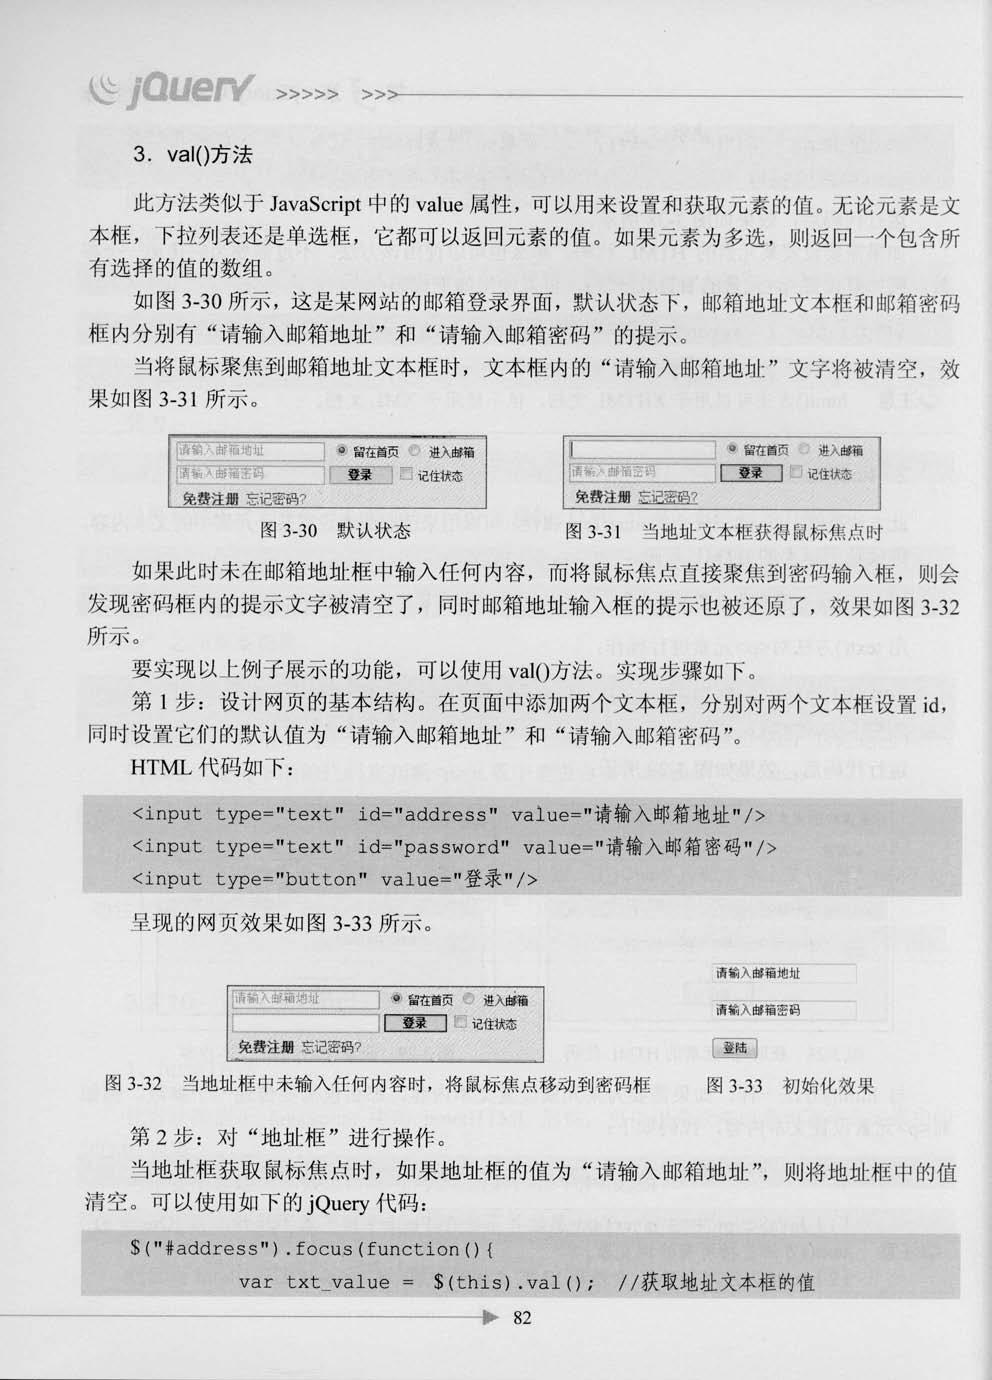 jQuery >>>>> >>>
3. val()方法
此方法类似于 JavaScript 中的 value 属性，可以用来设置和获取元素的值。无论元素是文
本框，下拉列表还是单选框，它都可以返回元素的值。如果元素为多选，则返回一个包含所
有选择的值的数组。
如图 3-30 所示，这是某网站的邮箱登录界面，默认状态下，邮箱地址文本框和邮箱密码
框内分别有“请输入邮箱地址”和“请输入邮箱密码”的提示。
当将鼠标聚焦到邮箱地址文本框时，文本框内的“请输入邮箱地址”文字将被清空，效
果如图 3-31 所示。
请输入邮箱地址 留在首页 进入邮箱
请输入邮箱密码 登录 记住状态
免费注册 忘记密码?
图 3-30 默认状态
留在首页 进入邮箱
请输入邮箱密码 登录 记住状态
免费注册 忘记密码?
图 3-31 当地址文本框获得鼠标焦点时
如果此时未在邮箱地址框中输入任何内容，而将鼠标焦点直接聚焦到密码输入框，则会
发现密码框内的提示文字被清空了，同时邮箱地址输入框的提示也被还原了，效果如图 3-32
所示。
要实现以上例子展示的功能，可以使用 val()方法。实现步骤如下。
第 1 步：设计网页的基本结构。在页面中添加两个文本框，分别对两个文本框设置 id，
同时设置它们的默认值为“请输入邮箱地址”和“请输入邮箱密码”。
HTML 代码如下：
<input type="text" id="address" value="请输入邮箱地址"/>
<input type="text" id="password" value="请输入邮箱密码"/>
<input type="button" value="登录"/>
呈现的网页效果如图 3-33 所示。
请输入邮箱地址 留在首页 进入邮箱
登录 记住状态
免费注册 忘记密码?
图 3-32 当地址框中未输入任何内容时，将鼠标焦点移动到密码框
请输入邮箱地址
请输入邮箱密码
登陆
图 3-33 初始化效果
第 2 步：对“地址框”进行操作。
当地址框获取鼠标焦点时，如果地址框的值为“请输入邮箱地址”，则将地址框中的值
清空。可以使用如下的 jQuery 代码：
$("#address").focus(function(){
var txt_value = $(this).val(); //获取地址文本框的值
82